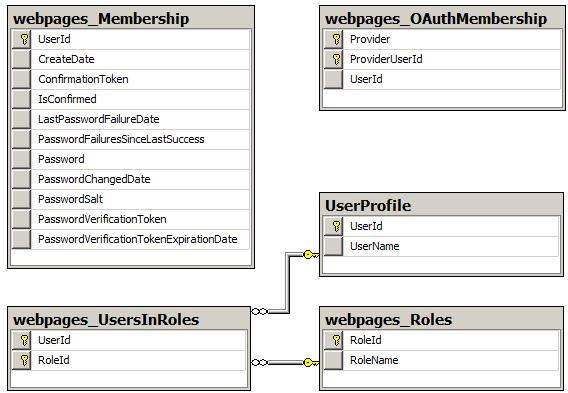 webpages_Membership
UserId
CreateDate
ConfirmationToken
IsConfirmed
LastPasswordFailureDate
PasswordFailuresSinceLastSuccess
Password
PasswordChangedDate
PasswordSalt
PasswordVerificationToken
PasswordVerificationTokenExpirationDate
webpages_OAuthMembership
Provider
ProviderUserId
UserId
UserProfile
UserId
UserName
webpages_UsersInRoles
UserId
RoleId
webpages_Roles
RoleId
RoleName